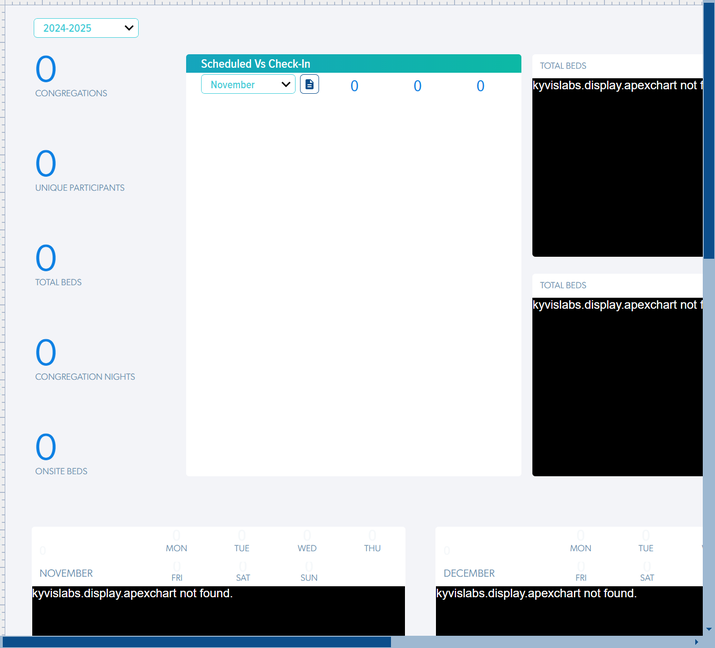 2024-2025
0
CONGREGATIONS
0
UNIQUE PARTICIPANTS
0
TOTAL BEDS
0
CONGREGATION NIGHTS
0
ONSITE BEDS
Scheduled Vs Check-In
November 0 0 0
TOTAL BEDS
kyvislabs.display.apexchart not
TOTAL BEDS
kyvislabs.display.apexchart not
0 0 0 0
0
MON TUE WED THU
0 0 0
NOVEMBER FRI SAT SUN
kyvislabs.display.apexchart not found.
0 0
0
MON TUE
0 0
DECEMBER FRI SAT
kyvislabs.display.apexchart not found.